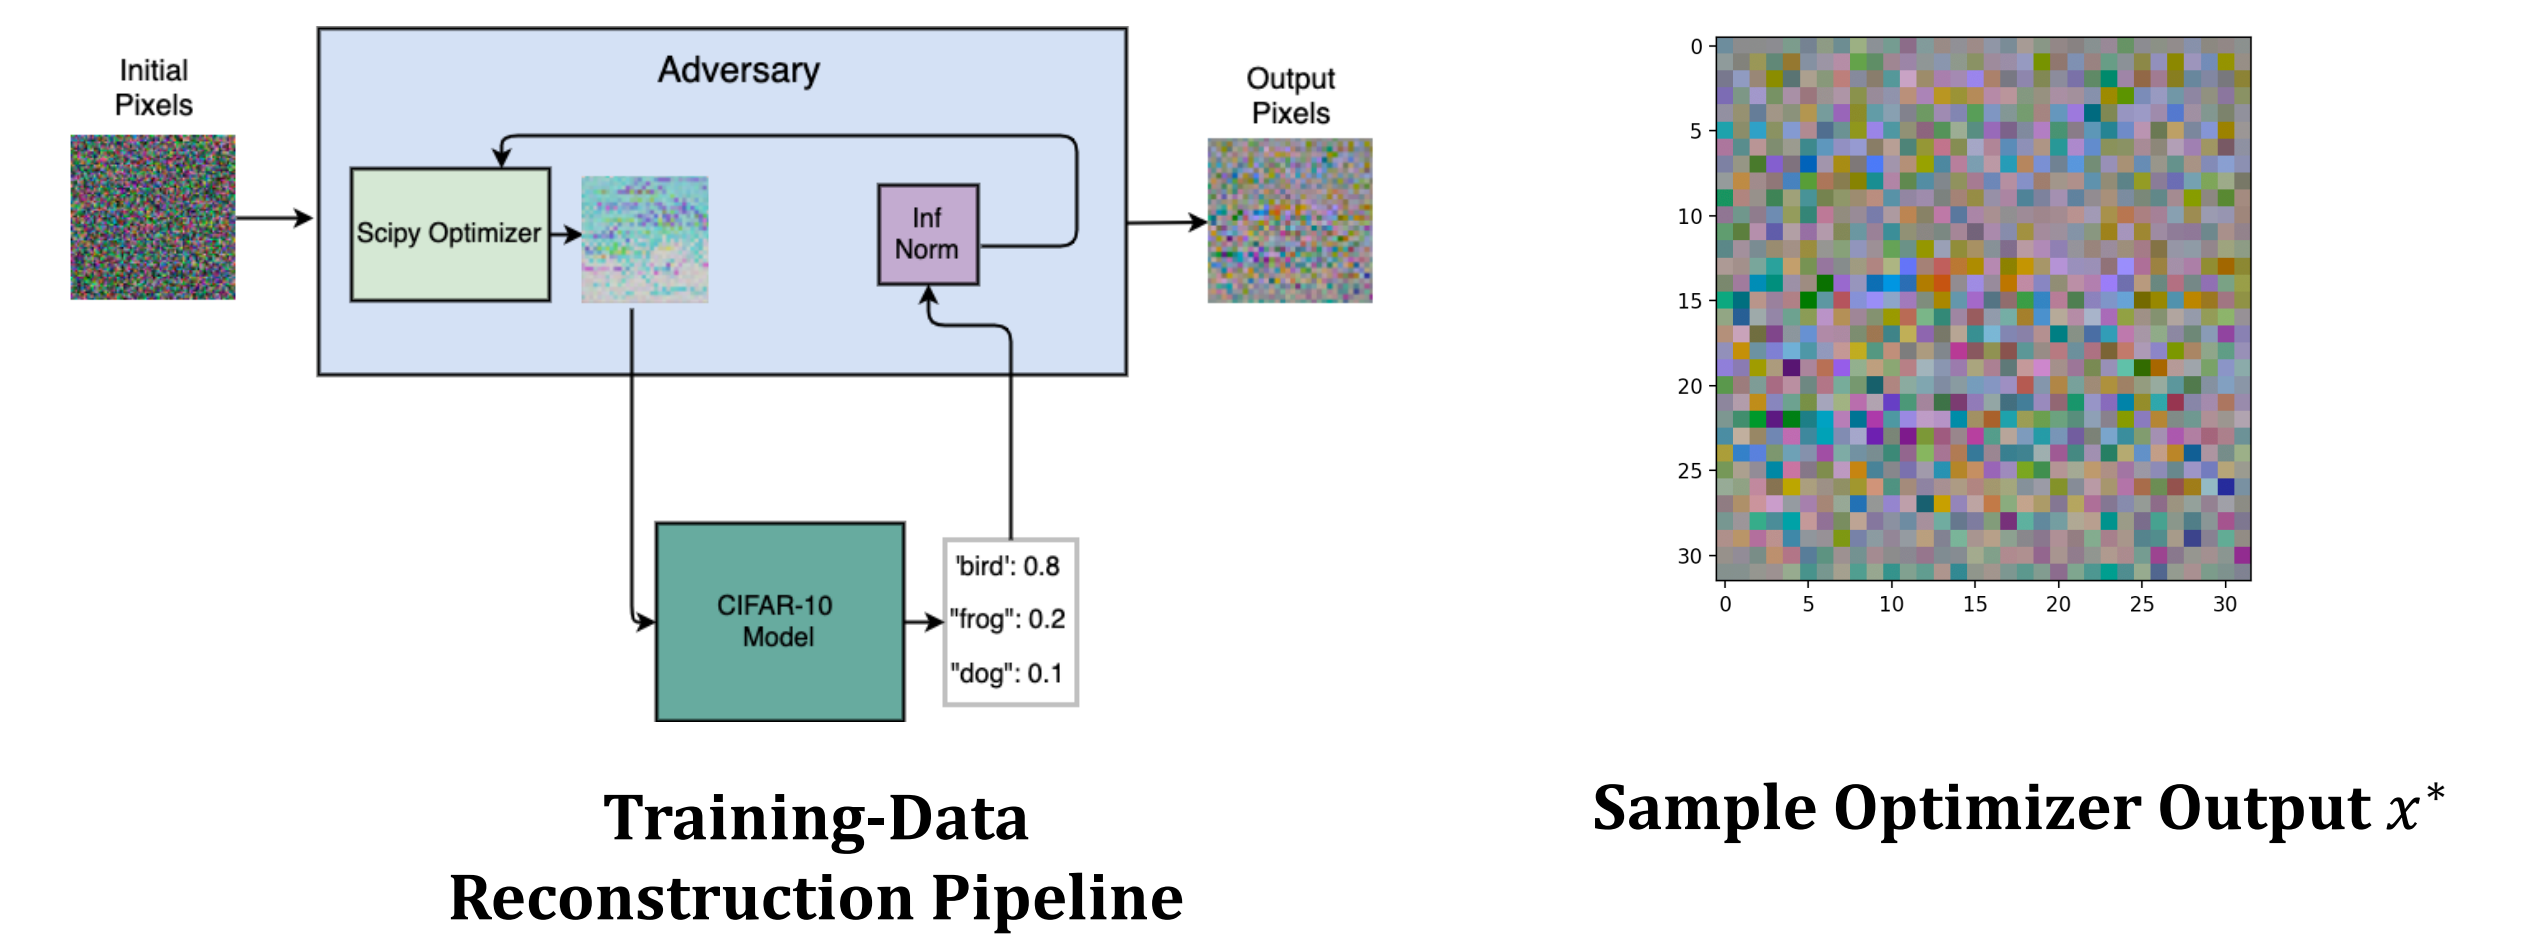 Initial
Pixels
Adversary
Scipy Optimizer
Inf
Norm
Output
Pixels
CIFAR-10
Model
'bird': 0.8
"frog": 0.2
"dog": 0.1
Training-Data
Reconstruction Pipeline
0
5
10
15
20
25
30
0 5 10 15 20 25 30
Sample Optimizer Output x*